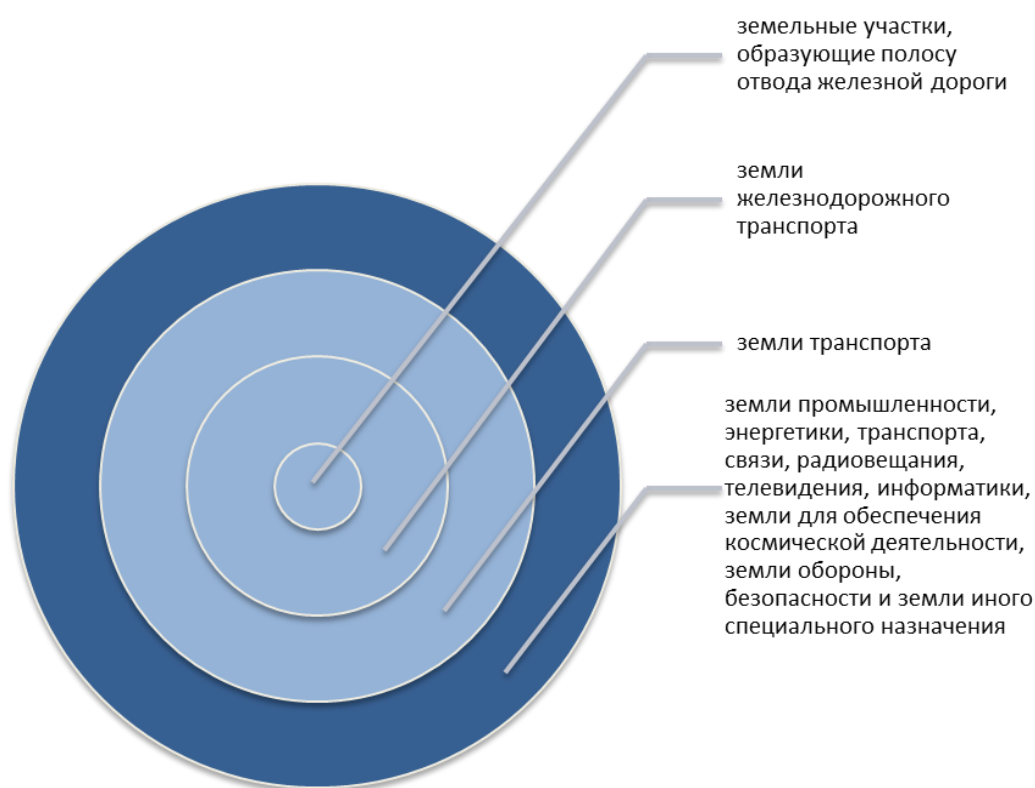 земельные участки,
образующие полосу
отвода железной дороги
земли
железнодорожного
транспорта
земли транспорта
земли промышленности,
энергетики, транспорта,
связи, радиовещания,
телевидения, информатики,
земли для обеспечения
космической деятельности,
земли обороны,
безопасности и земли иного
специального назначения